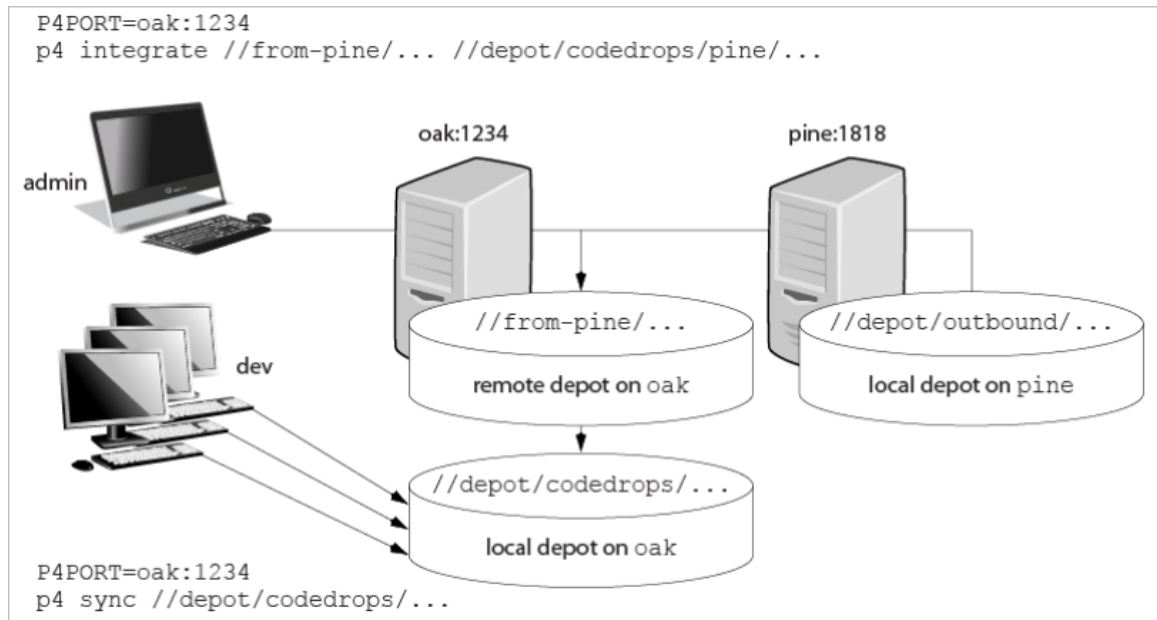 P4PORT=oak:1234
p4 integrate //from-pine/... //depot/codedrops/pine/...
oak:1234
pine:1818
admin
//from-pine/...
//depot/outbound/...
dev
remote depot on oak
local depot on pine
//depot/codedrops/...
local depot on oak
P4PORT=oak:1234
p4 sync //depot/codedrops/...